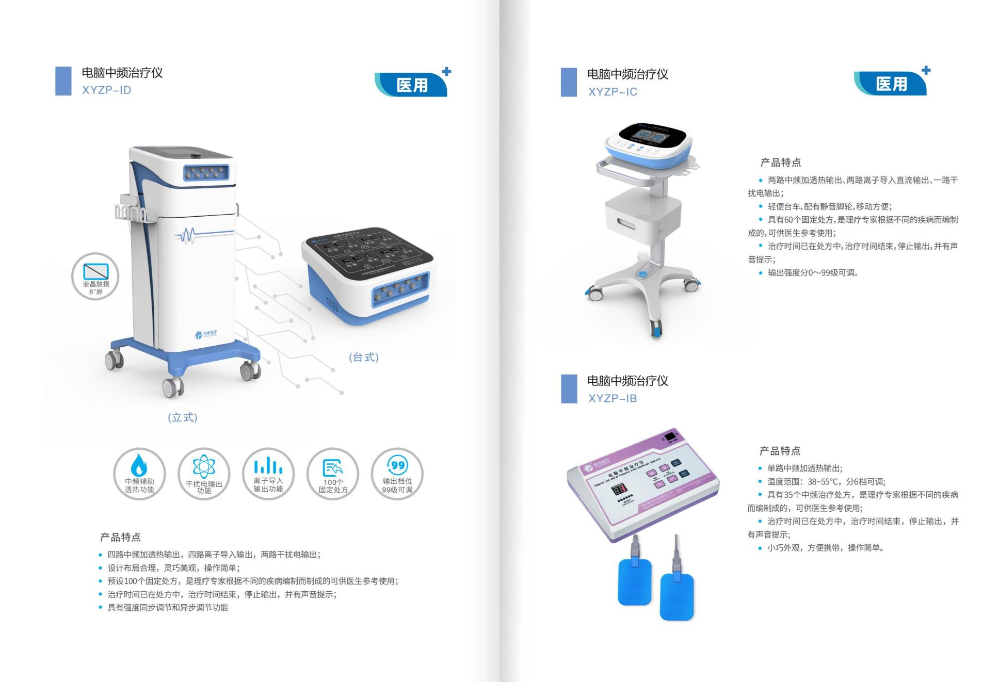 电脑中频治疗仪
XYZP-ID
医用
液晶触摸
8"屏
翔宇医疗
电脑中频治疗仪
(台式)
(立式)
中频辅助
透热功能
干扰电输出
功能
离子导入
输出功能
100个
固定处方
99
输出档位
99级可调
产品特点
四路中频加透热输出，四路离子导入输出，两路干扰电输出；
设计布局合理，灵巧美观，操作简单；
预设100个固定处方，是理疗专家根据不同的疾病编制而制成的可供医生参考使用；
治疗时间已在处方中，治疗时间结束，停止输出，并有声音提示；
具有强度同步调节和异步调节功能
电脑中频治疗仪
XYZP-IC
医用
产品特点
两路中频加透热输出、两路离子导入直流输出、一路干
扰电输出；
轻便台车，配有静音脚轮，移动方便；
具有60个固定处方，是理疗专家根据不同的疾病而编制
成的，可供医生参考使用；
治疗时间已在处方中，治疗时间结束，停止输出，并有声
音提示；
输出强度分0～99级可调。
电脑中频治疗仪
XYZP-IB
翔宇医疗
电脑中频治疗仪
Computerized medium frequency electrodetherapy apparatus
产品特点
单路中频加透热输出;
温度范围：38~55°C，分6档可调;
具有35个中频治疗处方，是理疗专家根据不同的疾病
而编制成的，可供医生参考使用;
治疗时间已在处方中，治疗时间结束，停止输出，并
有声音提示;
小巧外观，方便携带，操作简单。